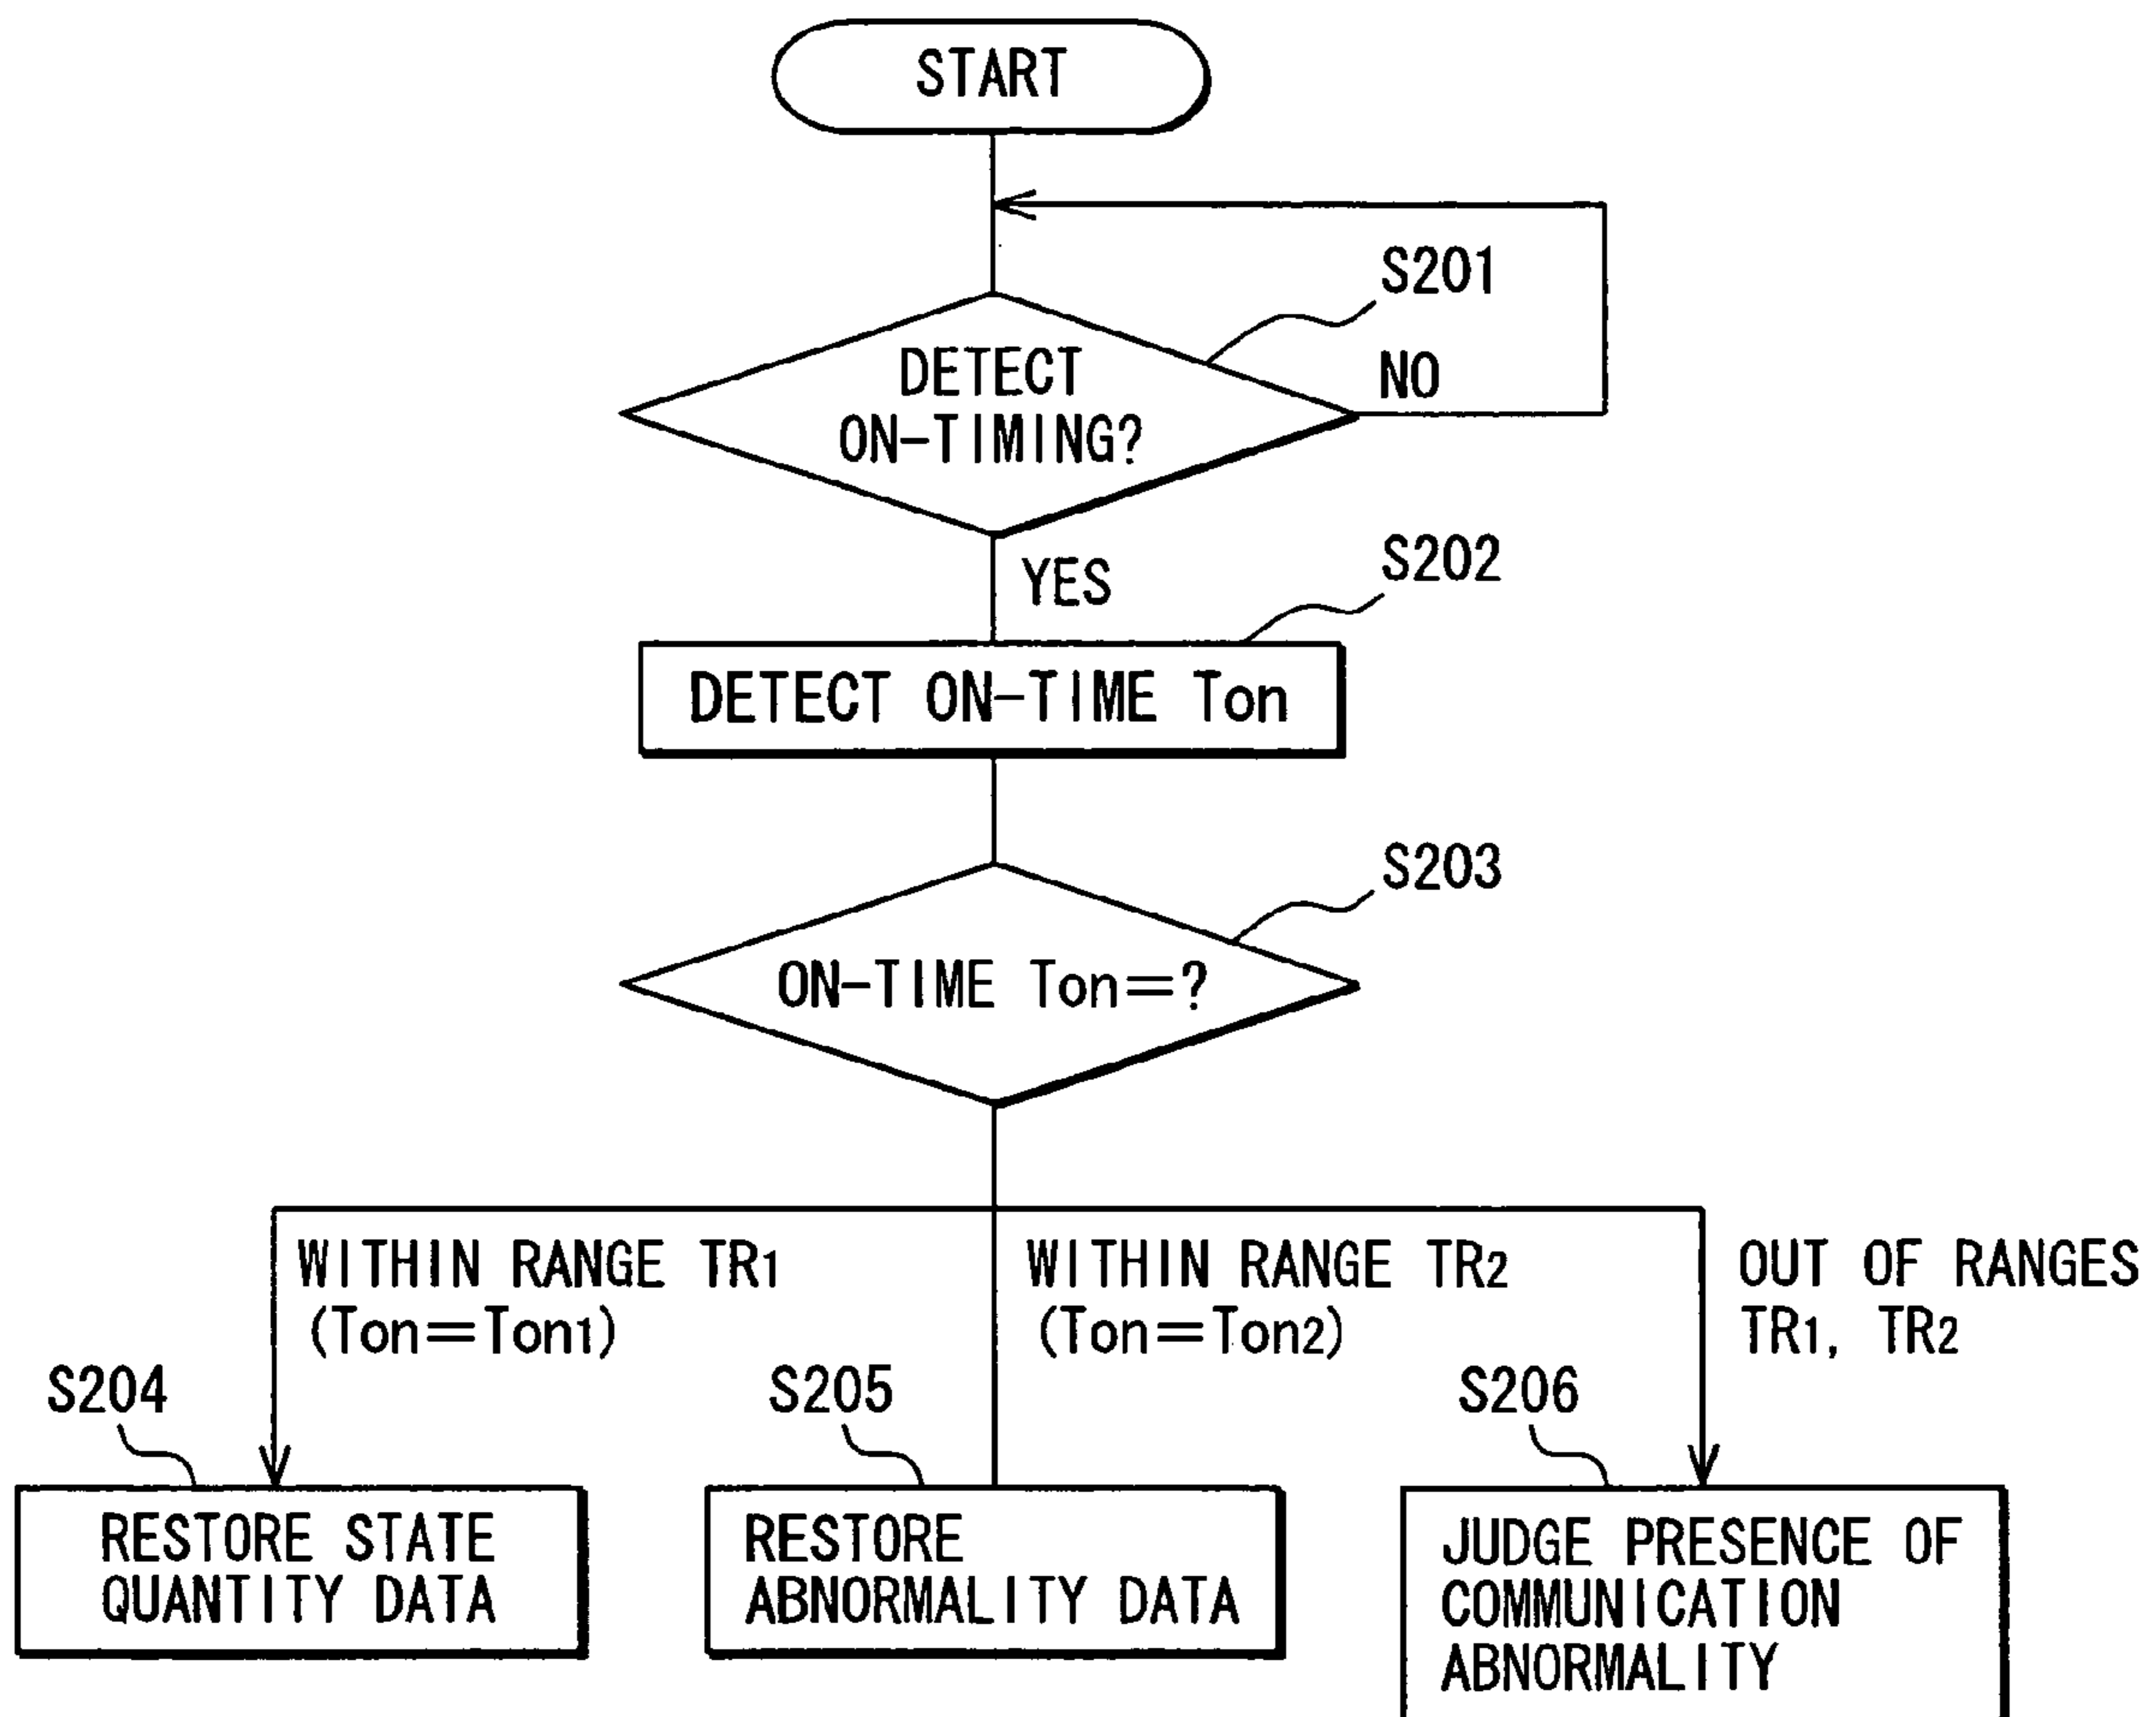 START
S201
DETECT
ON-TIMING?
NO
YES
S202
DETECT ON-TIME Ton
S203
ON-TIME Ton=?
WITHIN RANGE TR1
(Ton=Ton1)
WITHIN RANGE TR2
(Ton=Ton2)
OUT OF RANGES
TR1, TR2
S204
S205
S206
RESTORE STATE
QUANTITY DATA
RESTORE
ABNORMALITY DATA
JUDGE PRESENCE OF
COMMUNICATION
ABNORMALITY